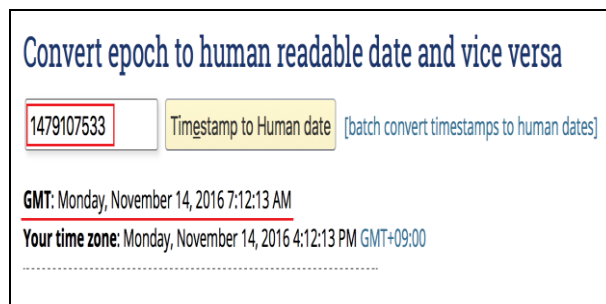 Convert epoch to human readable date and vice versa
1479107533 Timestamp to Human date [batch convert timestamps to human dates]
GMT: Monday, November 14, 2016 7:12:13 AM
Your time zone: Monday, November 14, 2016 4:12:13 PM GMT+09:00